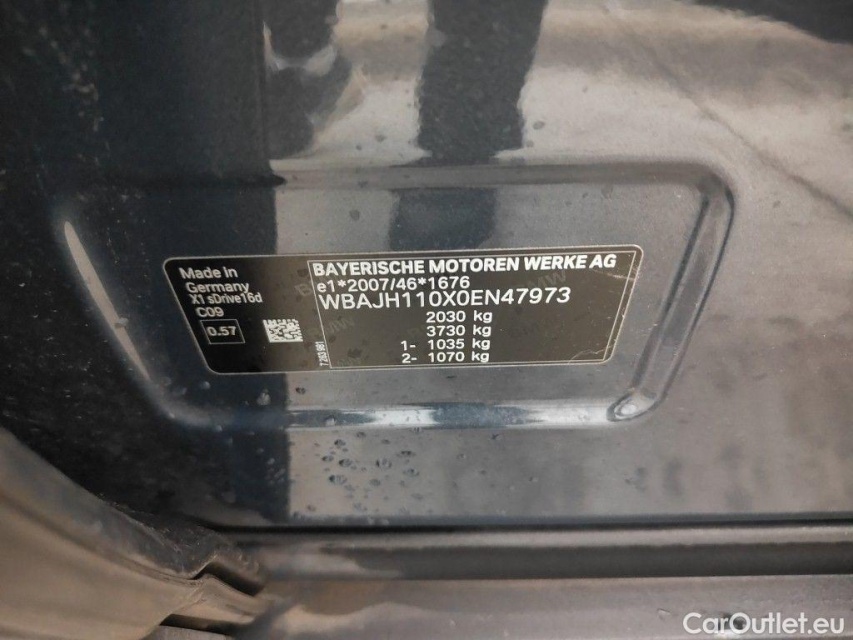 Made in
Germany
X1 sDrive16d
C09
0.57
BAYERISCHE MOTOREN WERKE AG
e1*2007/46*1676
WBAJH110X0EN47973
2030 kg
3730 kg
1- 1035 kg
2- 1070 kg
CarOutlet.eu